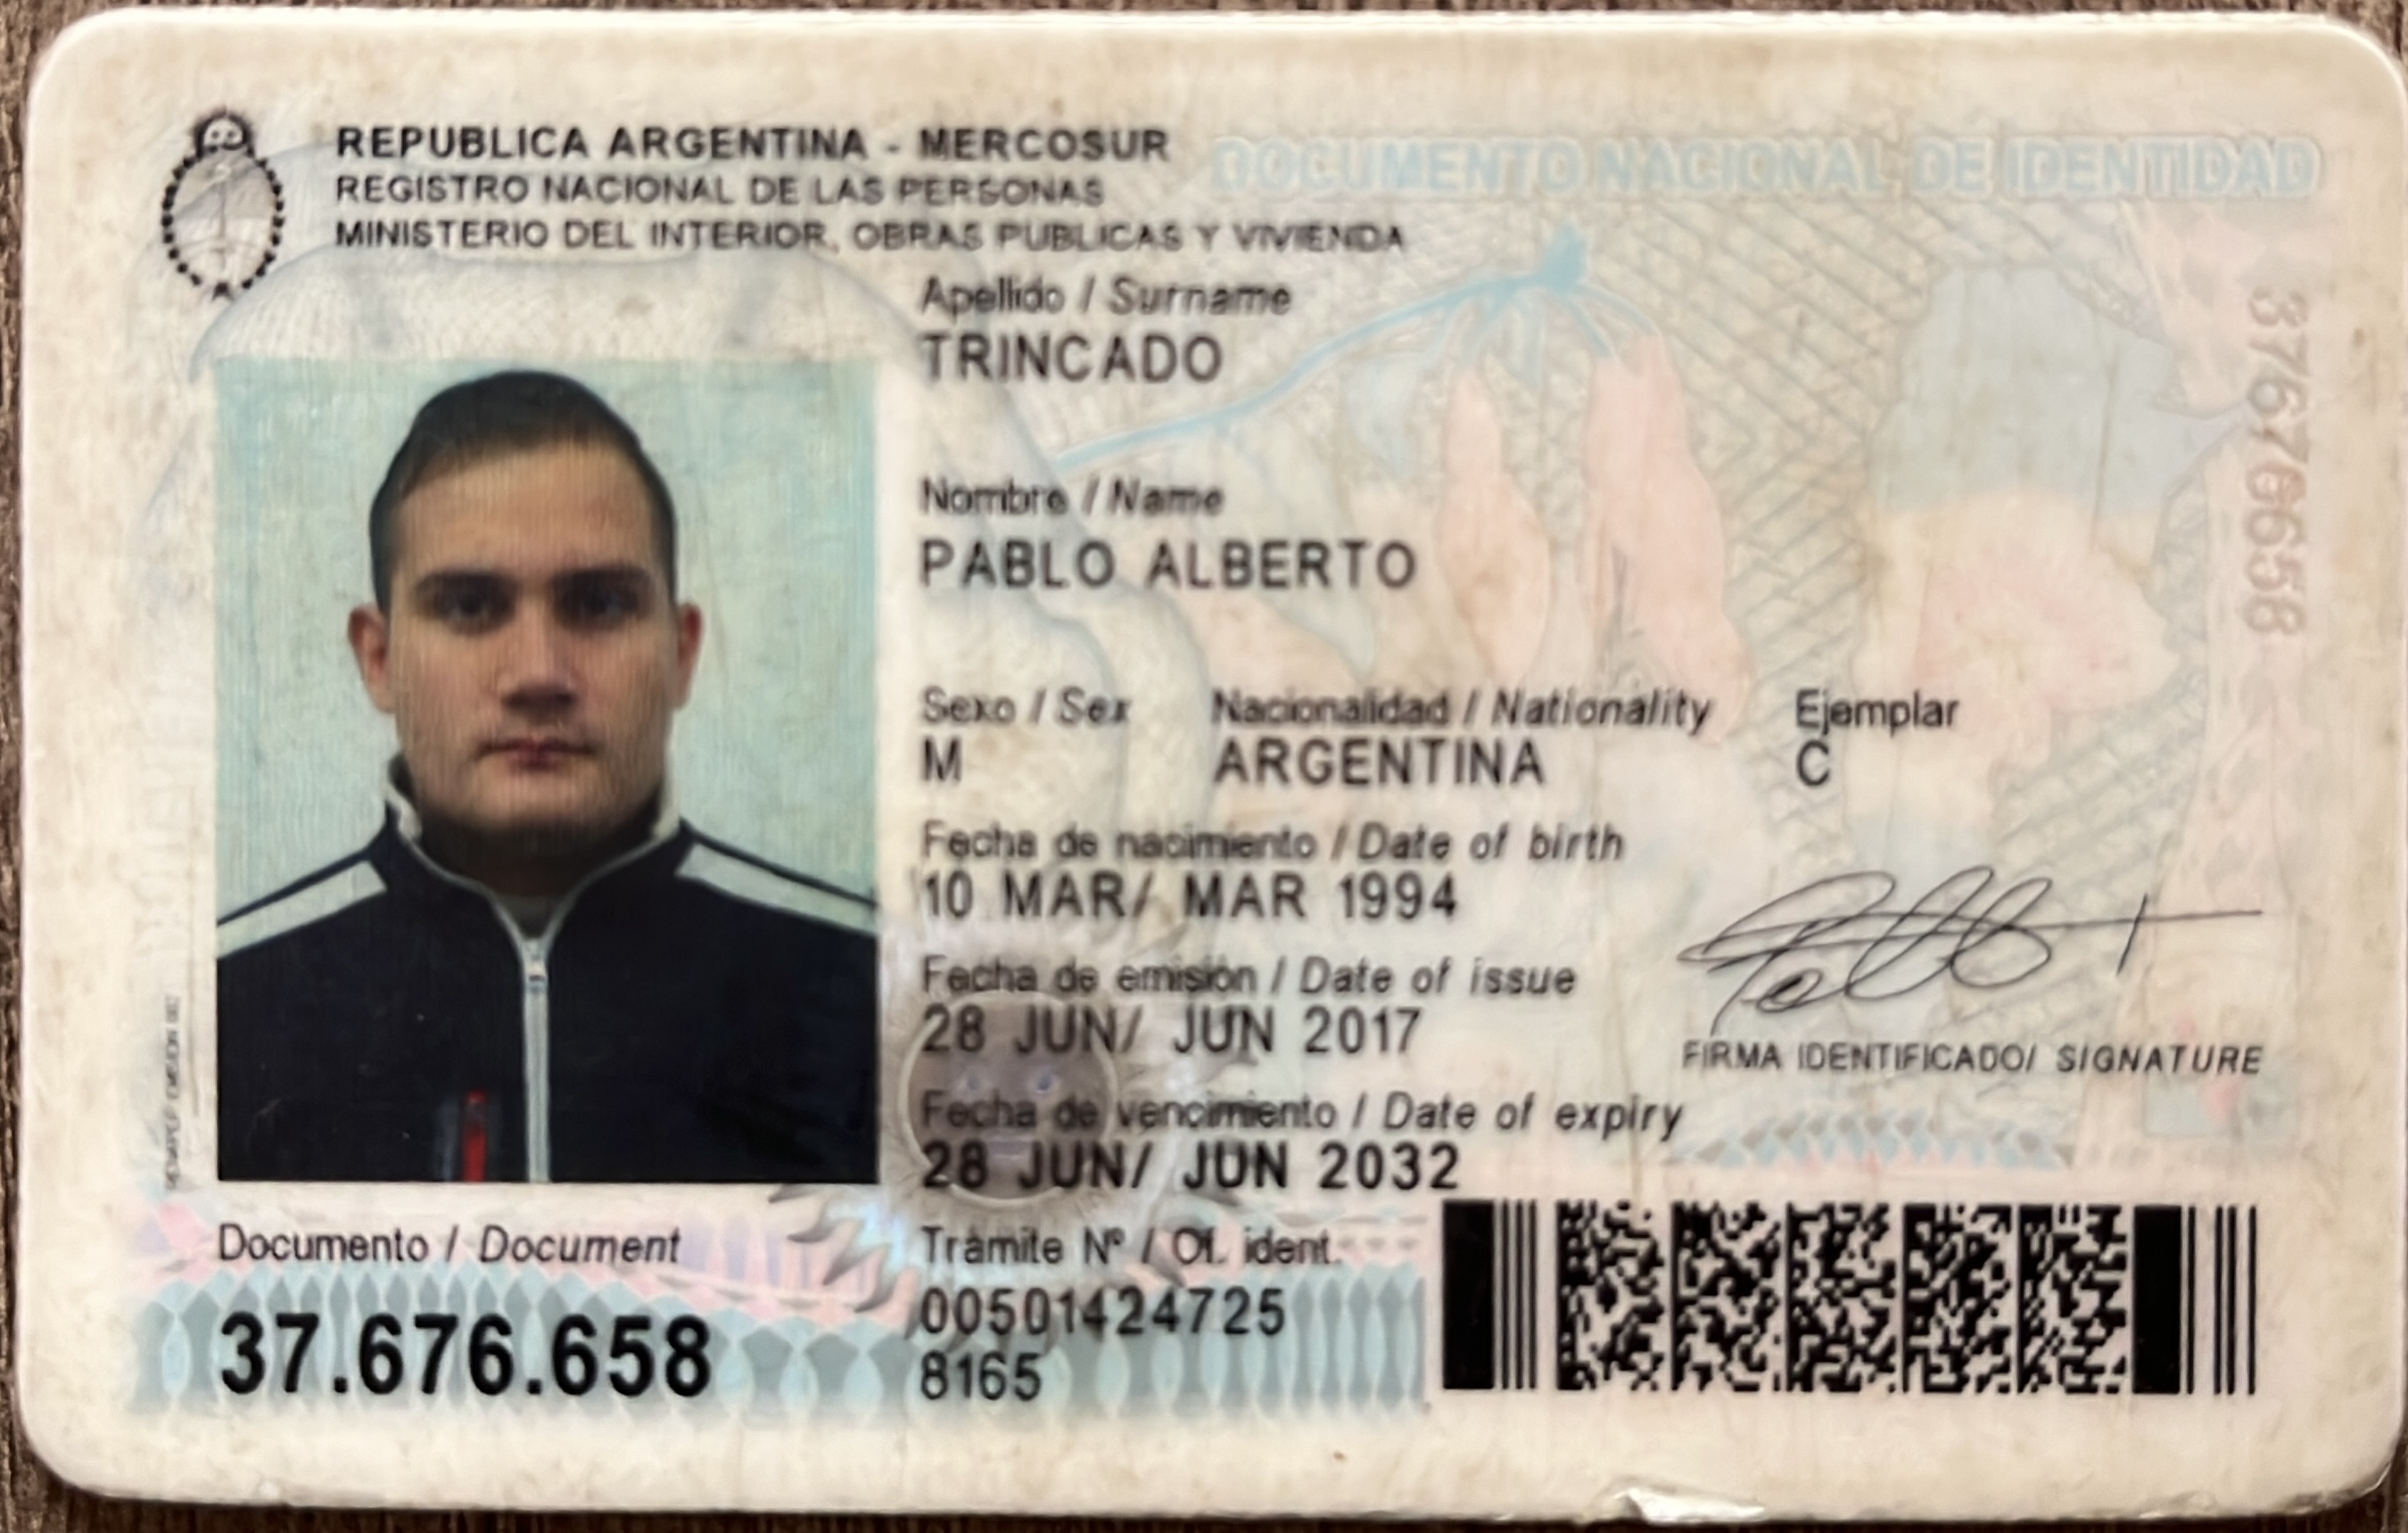 REPUBLICA ARGENTINA - MERCOSUR
REGISTRO NACIONAL DE LAS PERSONAS
MINISTERIO DEL INTERIOR, OBRAS PUBLICAS Y VIVIENDA
DOCUMENTO NACIONAL DE IDENTIDAD
Apellido / Surname
TRINCADO
Nombre / Name
PABLO ALBERTO
Sexo / Sex Nacionalidad / Nationality Ejemplar
M ARGENTINA C
Fecha de nacimiento / Date of birth
10 MAR/ MAR 1994
Fecha de emisión / Date of issue
28 JUN/ JUN 2017
FIRMA IDENTIFICADO/ SIGNATURE
Fecha de vencimiento / Date of expiry
28 JUN/ JUN 2032
Documento / Document
37.676.658
Trámite Nº / Of. ident.
00501424725
8165
37676658